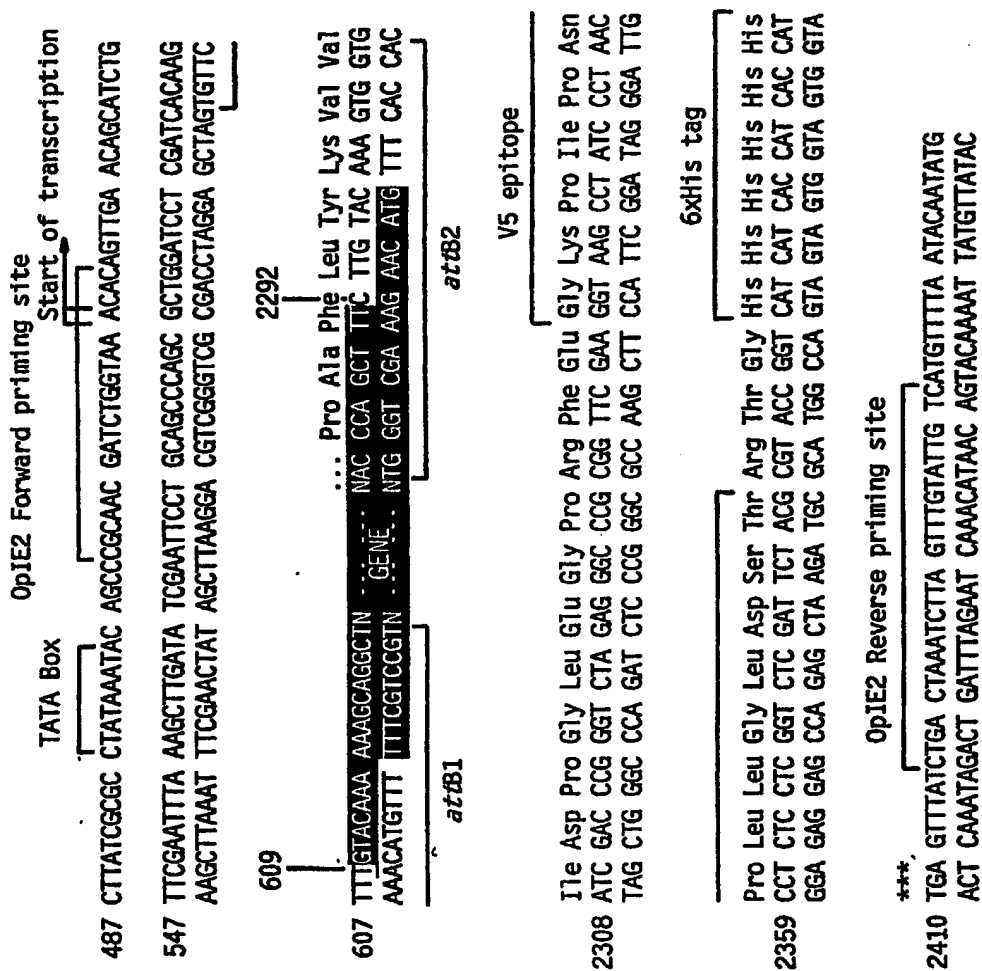 OpIE2 Forward priming site
TATA Box
Start of transcription
487 CTTATCGCGC CTATAAATAC AGCCCGCAAC GATCTGGTAA ACACAGTTGA ACAGCATCTG
547 TTCGAATTTA AAGCTTGATA TCGAATTCCT GCAGCCCAGC GCTGGATCCT CGATCACAAG
AAGCTTAAAT TTCGAACTAT AGCTTAAGGA CGTCGGGTCG CGACCTAGGA GCTAGTGTTC
609
2292
... Pro Ala Phe Leu Tyr Lys Val Val
607 TTTGTACAAA AAAGCAGGCTN ------ NAC CCA GCT TTC TTG TAC AAA GTG GTG
GENE
AAACATGTTT TTTCGTCCGTN ------ NTG GGT CGA AAG AAC ATG TTT CAC CAC
attB1
attB2
V5 epitope
Ile Asp Pro Gly Leu Glu Gly Pro Arg Phe Glu Gly Lys Pro Ile Pro Asn
2308 ATC GAC CCG GGT CTA GAG GGC CCG CGG TTC GAA GGT AAG CCT ATC CCT AAC
TAG CTG GGC CCA GAT CTC CCG GGC GCC AAG CTT CCA TTC GGA TAG GGA TTG
6xHis tag
Pro Leu Leu Gly Leu Asp Ser Thr Arg Thr Gly His His His His His His
2359 CCT CTC CTC GGT CTC GAT TCT ACG CGT ACC GGT CAT CAT CAC CAT CAC CAT
GGA GAG GAG CCA GAG CTA AGA TGC GCA TGG CCA GTA GTA GTG GTA GTG GTA
OpIE2 Reverse priming site
***
2410 TGA GTTTATCTGA CTAAATCTTA GTTTGTATTG TCATGTTTTA ATACAATATG
ACT CAAATAGACT GATTTAGAAT CAAACATAAC AGTACAAAAT TATGTTATAC